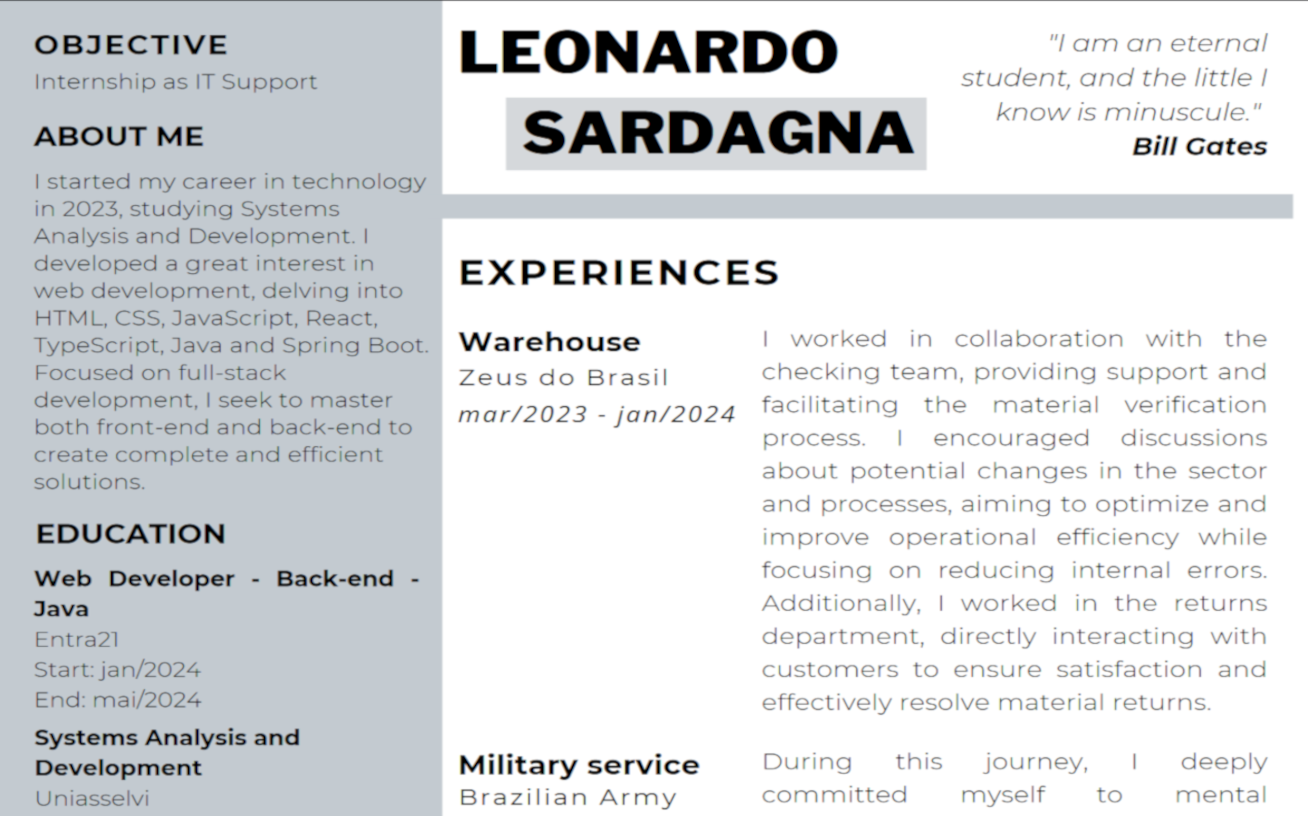 OBJECTIVE
Internship as IT Support
ABOUT ME
I started my career in technology
in 2023, studying Systems
Analysis and Development. I
developed a great interest in
web development, delving into
HTML, CSS, JavaScript, React,
TypeScript, Java and Spring Boot.
Focused on full-stack
development, I seek to master
both front-end and back-end to
create complete and efficient
solutions.
EDUCATION
Web Developer - Back-end -
Java
Entra21
Start: jan/2024
End: mai/2024
Systems Analysis and
Development
Uniasselvi
LEONARDO
SARDAGNA
"I am an eternal
student, and the little I
know is minuscule."
Bill Gates
EXPERIENCES
Warehouse
Zeus do Brasil
mar/2023 - jan/2024
I worked in collaboration with the
checking team, providing support and
facilitating the material verification
process. I encouraged discussions
about potential changes in the sector
and processes, aiming to optimize and
improve operational efficiency while
focusing on reducing internal errors.
Additionally, I worked in the returns
department, directly interacting with
customers to ensure satisfaction and
effectively resolve material returns.
Military service
Brazilian Army
During this journey, I deeply
committed myself to mental